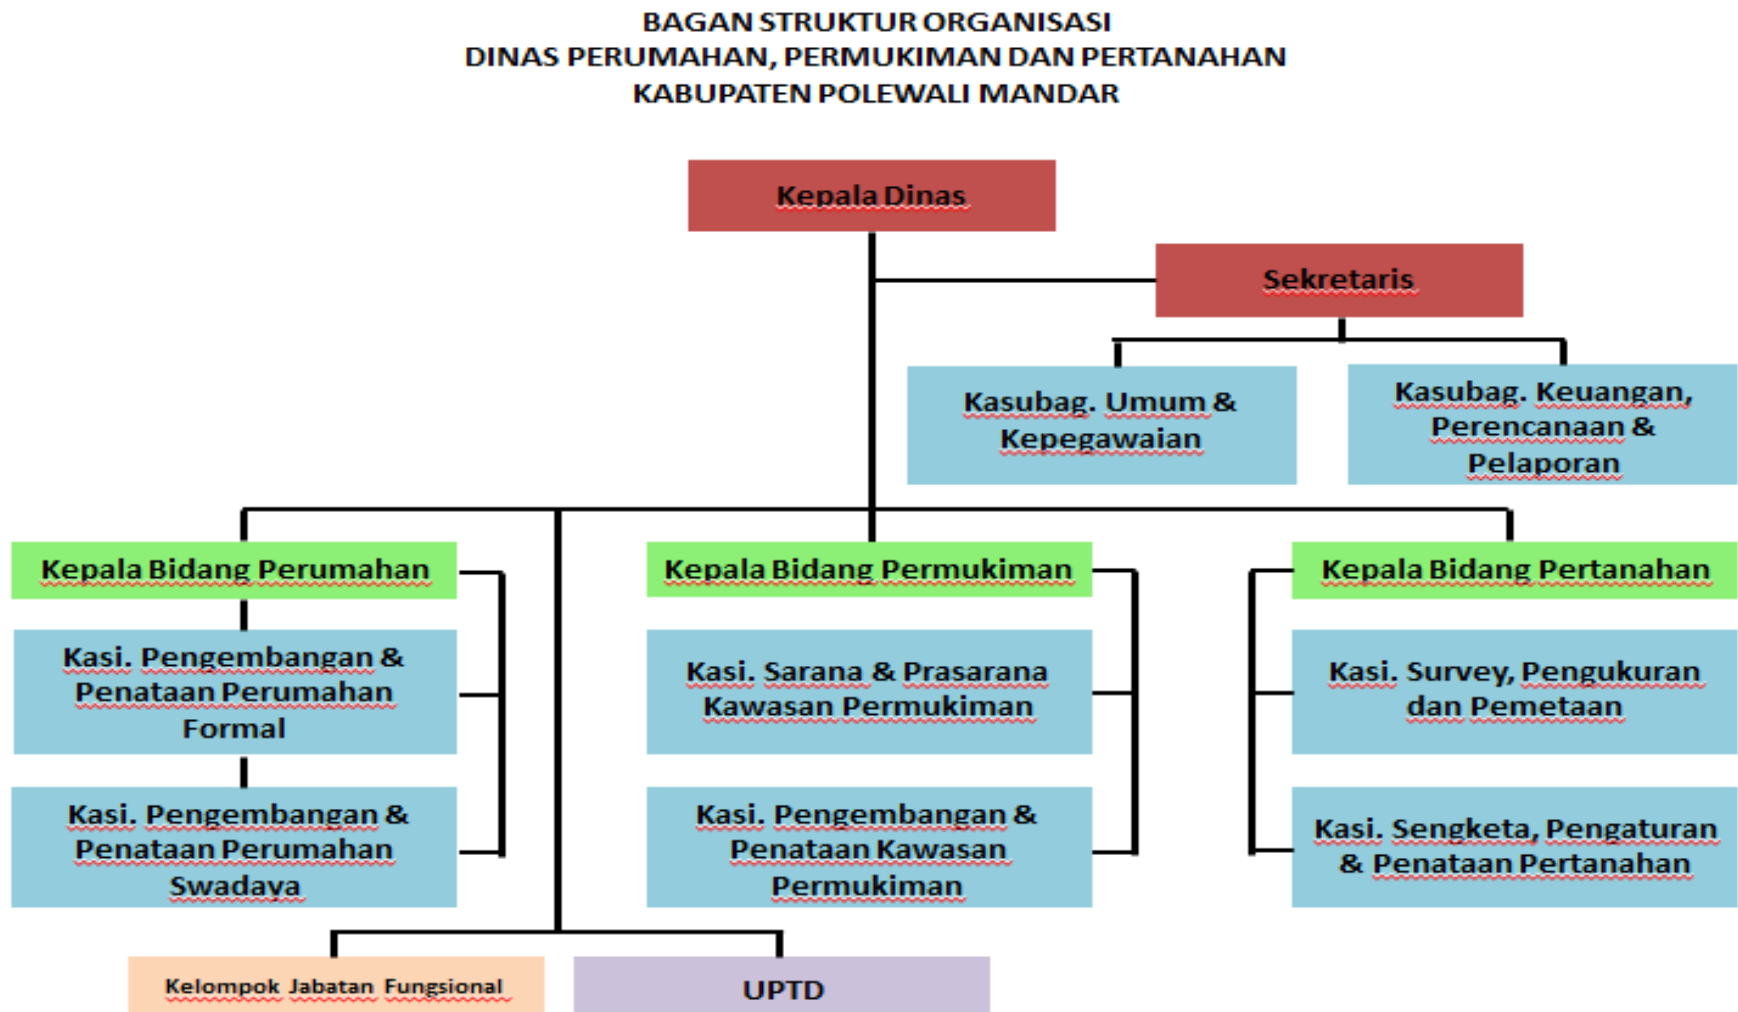 BAGAN STRUKTUR ORGANISASI
DINAS PERUMAHAN, PERMUKIMAN DAN PERTANAHAN
KABUPATEN POLEWALI MANDAR
Kepala Dinas
Sekretaris
Kasubag. Umum &
Kepegawaian
Kasubag. Keuangan,
Perencanaan &
Pelaporan
Kepala Bidang Perumahan
Kepala Bidang Permukiman
Kepala Bidang Pertanahan
Kasi. Pengembangan &
Penataan Perumahan
Formal
Kasi. Sarana & Prasarana
Kawasan Permukiman
Kasi. Survey, Pengukuran
dan Pemetaan
Kasi. Pengembangan &
Penataan Perumahan
Swadaya
Kasi. Pengembangan &
Penataan Kawasan
Permukiman
Kasi. Sengketa, Pengaturan
& Penataan Pertanahan
Kelompok Jabatan Fungsional
UPTD